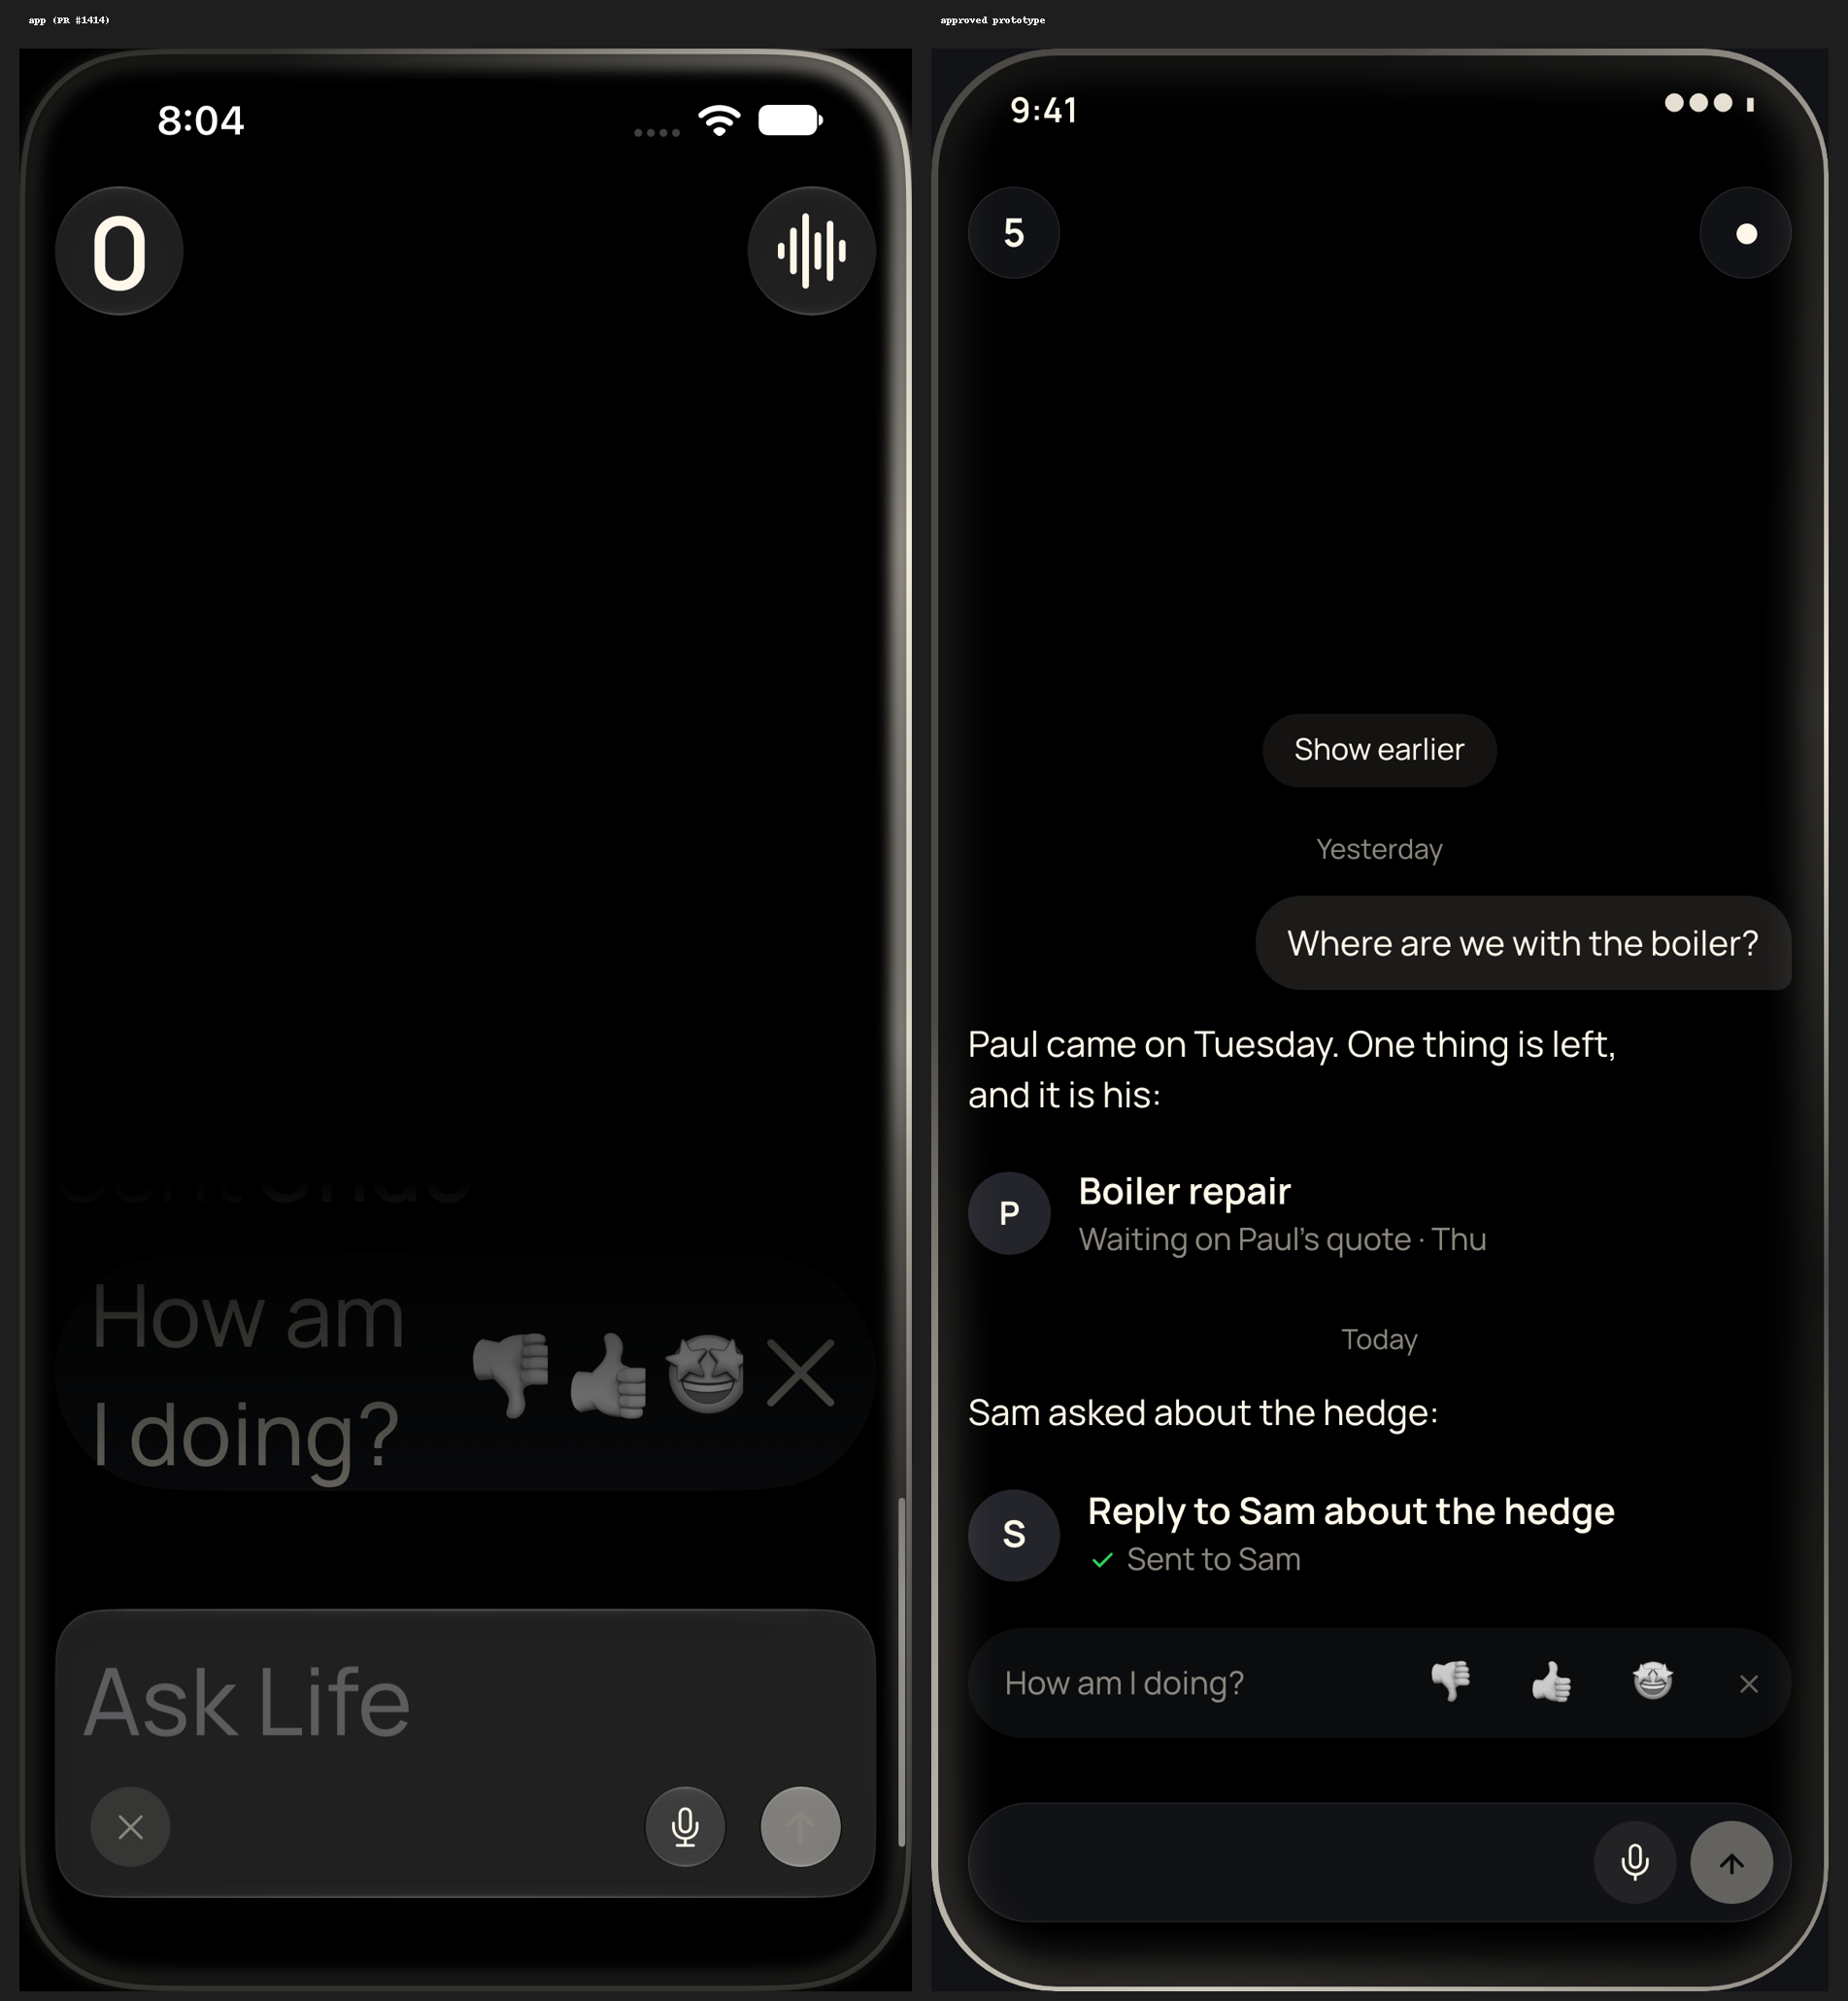 app (PR #1414)
8:04
0
How am
I doing?
Ask Life
approved prototype
9:41
5
Show earlier
Yesterday
Where are we with the boiler?
Paul came on Tuesday. One thing is left,
and it is his:
P
Boiler repair
Waiting on Paul’s quote · Thu
Today
Sam asked about the hedge:
S
Reply to Sam about the hedge
Sent to Sam
How am I doing?